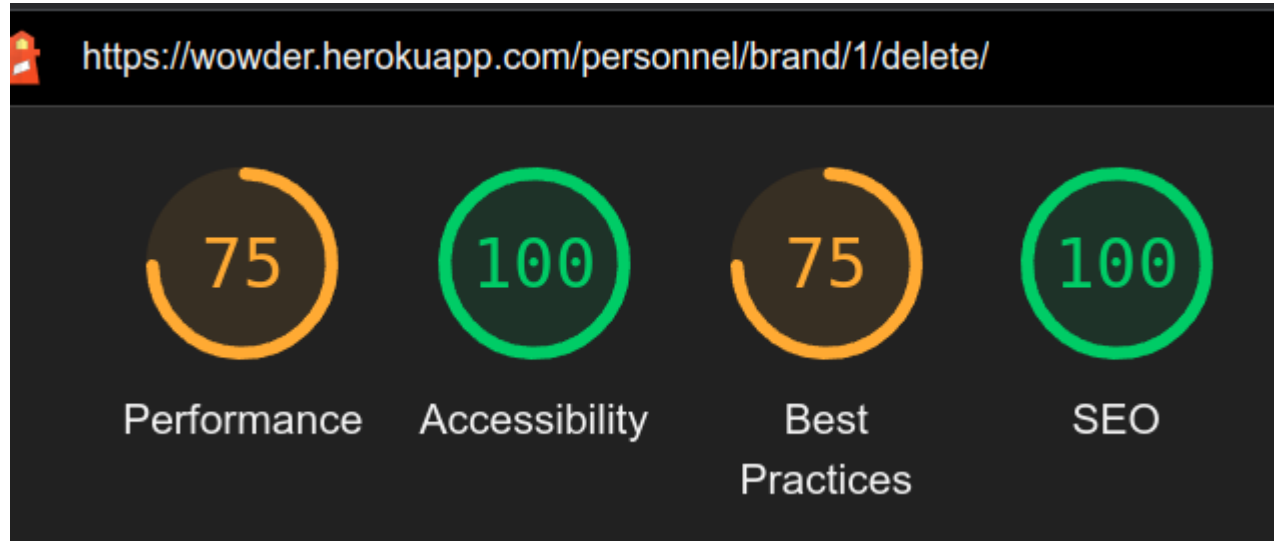 https://wowder.herokuapp.com/personnel/brand/1/delete/
75
100
75
100
Performance
Accessibility
Best
Practices
SEO